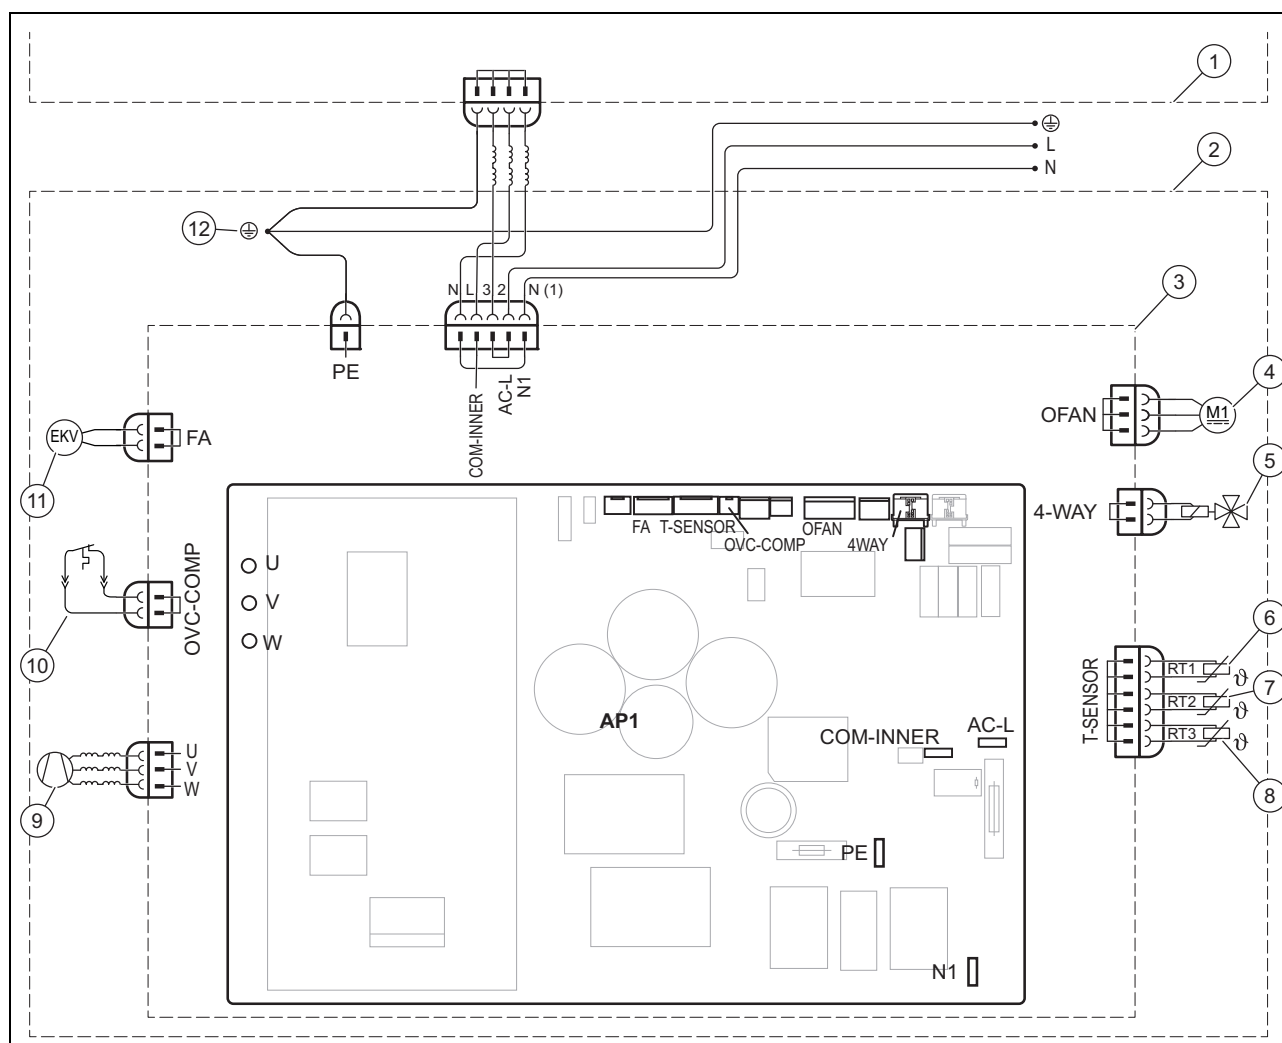 1
L
N
2
12
N L 3 2 N (1)
3
PE
COM-INNER
AC-L
N1
4
OFAN
M1
EKV
FA
11
5
4-WAY
FA T-SENSOR OFAN
OVC-COMP 4WAY
U
V
W
OVC-COMP
10
6
T-SENSOR
RT1 ϑ
7
RT2 ϑ
RT3 ϑ
8
AP1
COM-INNER
AC-L
U
V
W
9
PE
N1